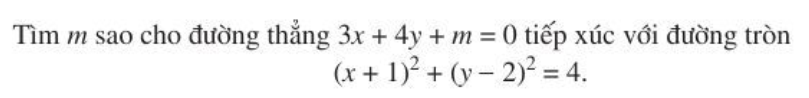 Tìm m sao cho đường thẳng 3x + 4y + m = 0 tiếp xúc với đường tròn
(x + 1)² + (y − 2)² = 4.